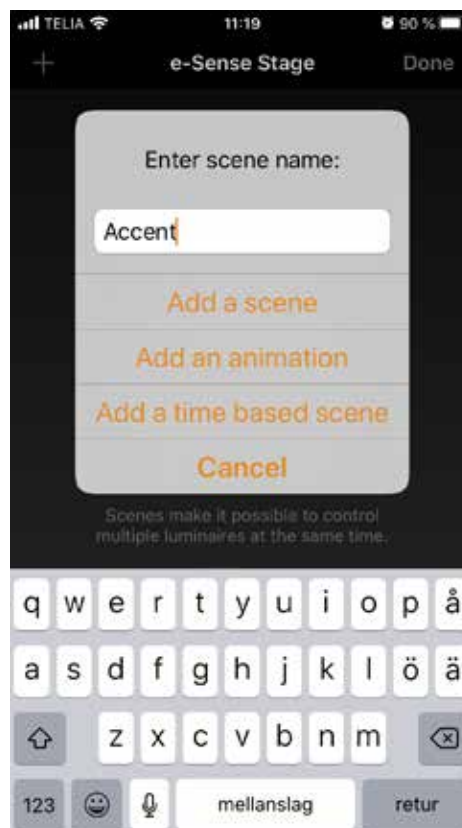 TELIA 11:19 90 %
+ e-Sense Stage Done
Enter scene name:
Accent
Add a scene
Add an animation
Add a time based scene
Cancel
Scenes make it possible to control
multiple luminaires at the same time.
q w e r t y u i o p å
a s d f g h j k l ö ä
z x c v b n m
123 mellanslag retur